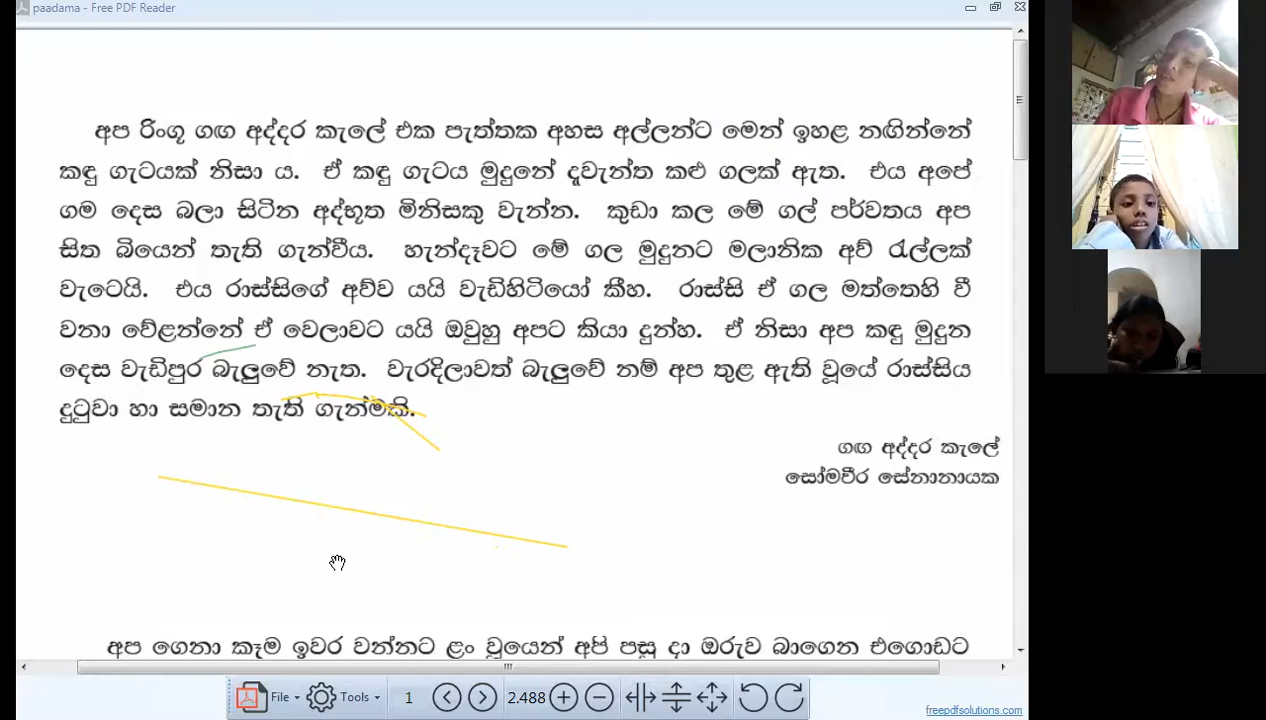 paadama - Free PDF Reader
අප රිංගූ ගඟ අද්දර කැලේ එක පැත්තක අහස අල්ලන්ට මෙන් ඉහළ නඟින්නේ
කඳු ගැටයක් නිසා ය. ඒ කඳු ගැටය මුදුනේ දැවැන්ත කළු ගලක් ඇත. එය අපේ
ගම දෙස බලා සිටින අද්භූත මිනිසකු වැන්න. කුඩා කල මේ ගල් පර්වතය අප
සිත බියෙන් තැති ගැන්වීය. හැන්දෑවට මේ ගල මුදුනට මලානික අව් රැල්ලක්
වැටෙයි. එය රාස්සිගේ අව්ව යයි වැඩිහිටියෝ කීහ. රාස්සි ඒ ගල මත්තෙහි වී
වනා වේළන්නේ ඒ වෙලාවට යයි ඔවුහු අපට කියා දුන්හ. ඒ නිසා අප කඳු මුදුන
දෙස වැඩිපුර බැලුවේ නැත. වැරදිලාවත් බැලුවේ නම් අප තුළ ඇති වූයේ රාස්සිය
දුටුවා හා සමාන තැති ගැන්මකි.
ගඟ අද්දර කැලේ
සෝමවීර සේනානායක
අප ගෙනා කෑම ඉවර වන්නට ළං වූයෙන් අපි පසු දා ඔරුව බාගෙන එගොඩට
File Tools 1 2.488
freepdfsolutions.com